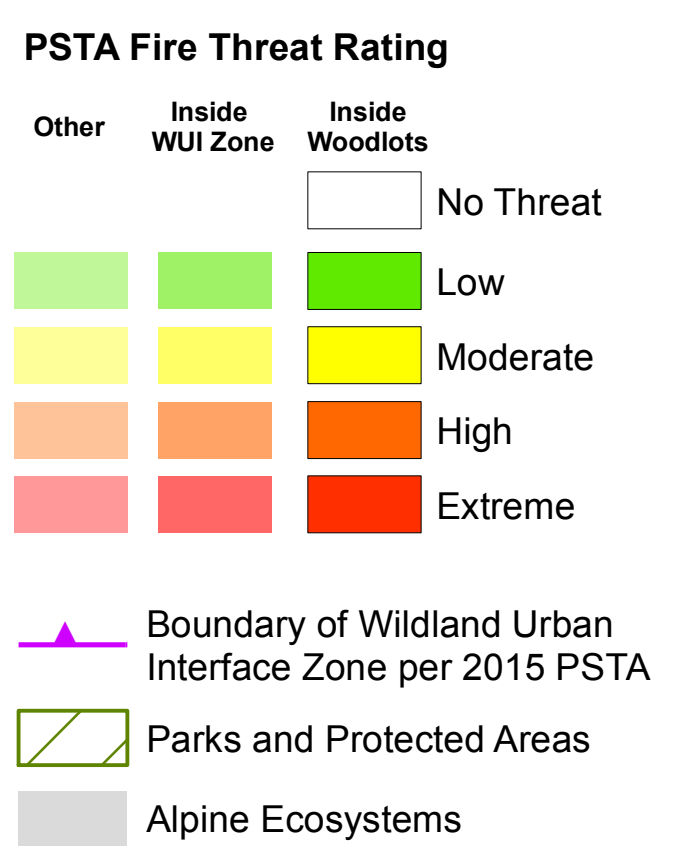 PSTA Fire Threat Rating
Other
Inside
WUI Zone
Inside
Woodlots
No Threat
Low
Moderate
High
Extreme
Boundary of Wildland Urban
Interface Zone per 2015 PSTA
Parks and Protected Areas
Alpine Ecosystems